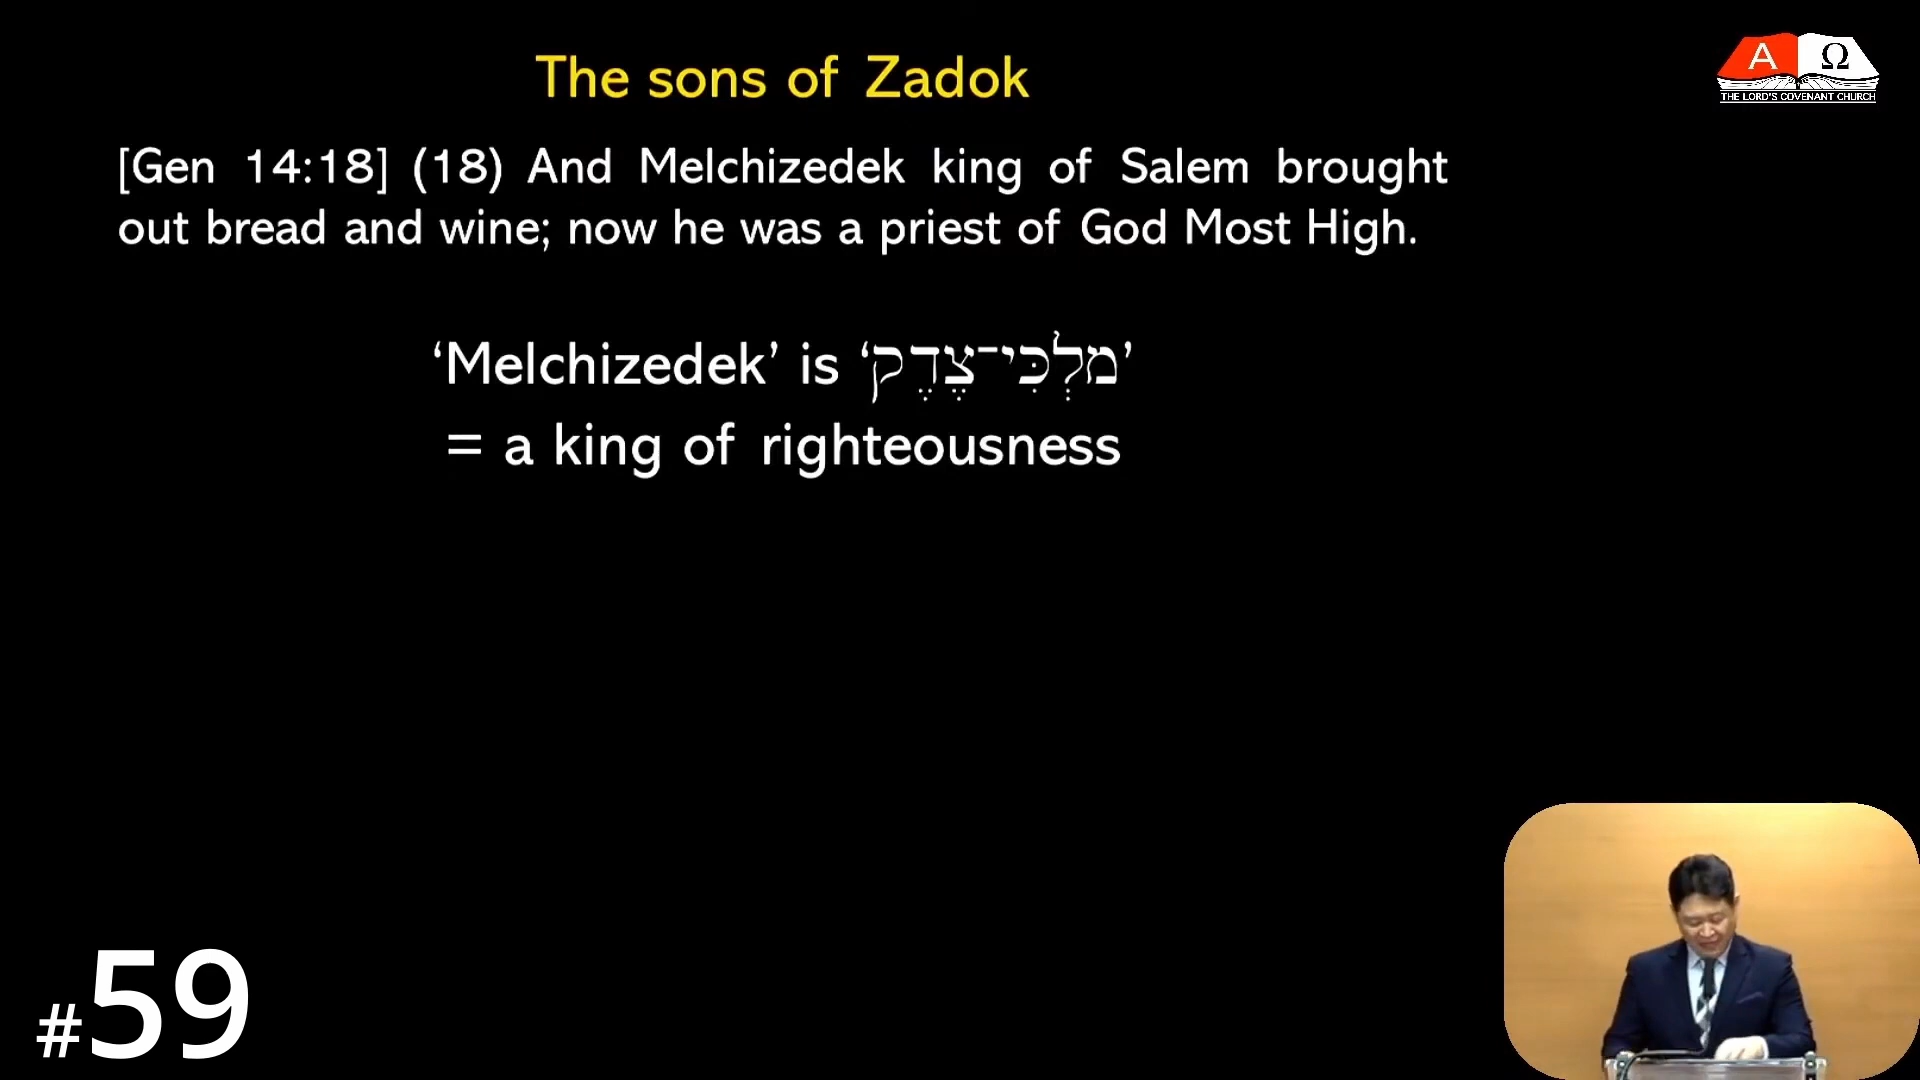 The sons of Zadok
A Ω
THE LORD'S COVENANT CHURCH
[Gen 14:18] (18) And Melchizedek king of Salem brought
out bread and wine; now he was a priest of God Most High.
‘Melchizedek’ is ‘מלְכִּי־צֶדֶק’
= a king of righteousness
#59